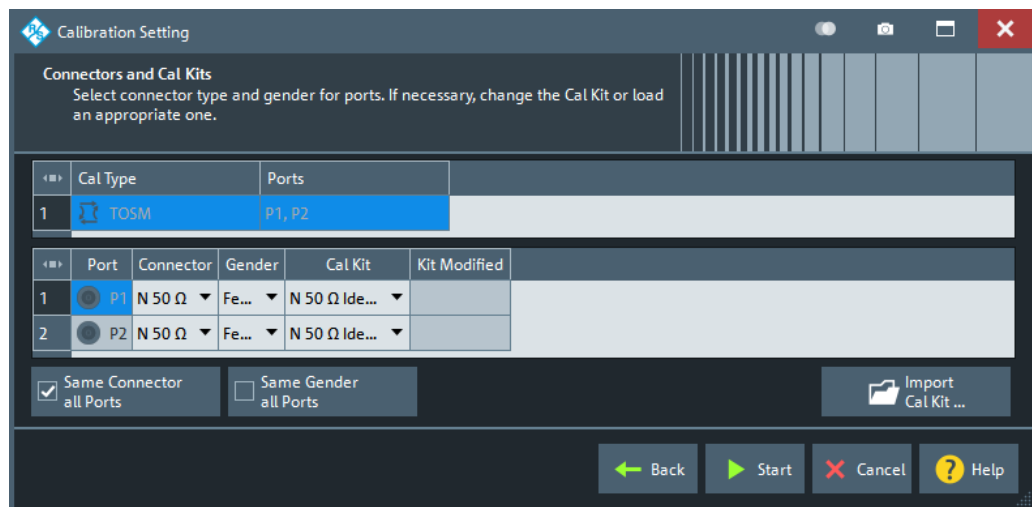 Calibration Setting
Connectors and Cal Kits
Select connector type and gender for ports. If necessary, change the Cal Kit or load
an appropriate one.
Cal Type Ports
1 TOSM P1, P2
Port Connector Gender Cal Kit Kit Modified
1 P1 N 50 Ω Fe... N 50 Ω Ide...
2 P2 N 50 Ω Fe... N 50 Ω Ide...
Same Connector
all Ports
Same Gender
all Ports
Import
Cal Kit ...
Back Start Cancel Help